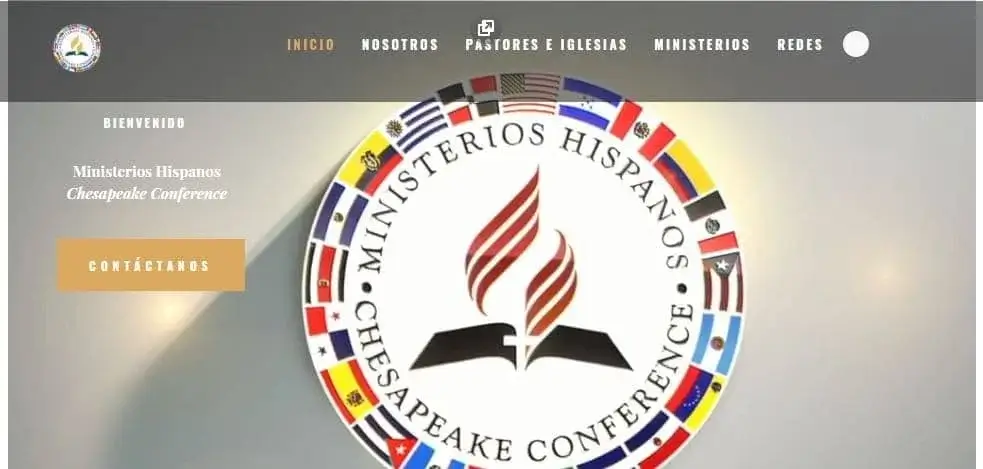 INICIO NOSOTROS PASTORES E IGLESIAS MINISTERIOS REDES
BIENVENIDO
Ministerios Hispanos
Chesapeake Conference
CONTÁCTANOS
MINISTERIOS HISPANOS
CHESAPEAKE CONFERENCE